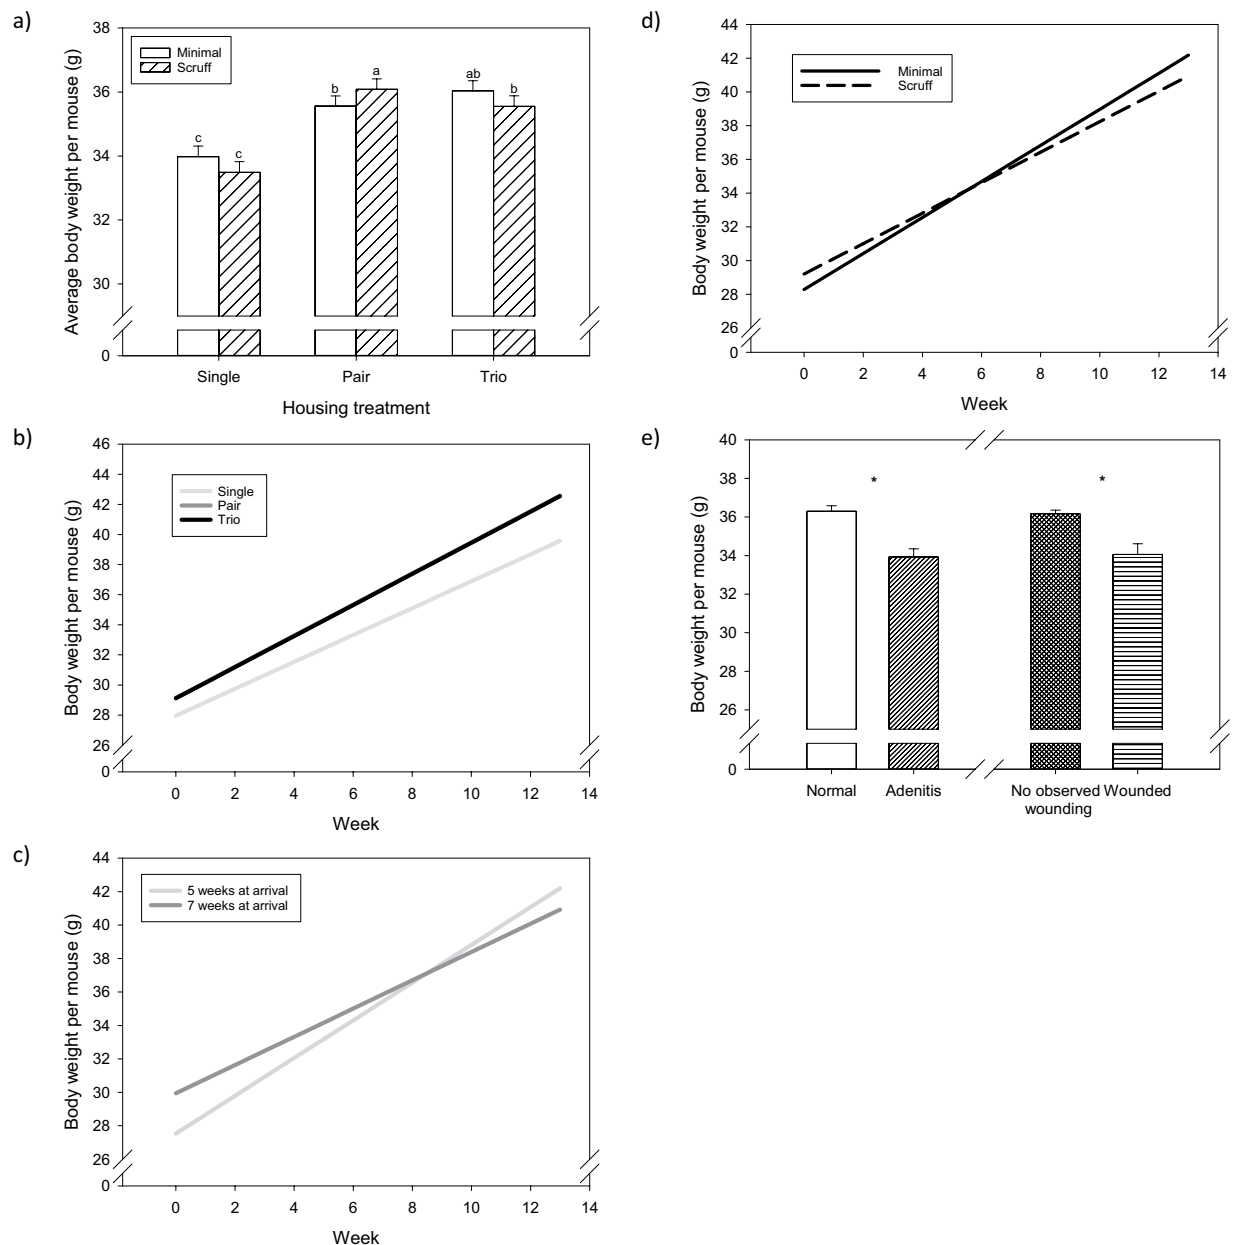 a)
38
36
34
32
30
0
Average body weight per mouse (g)
Minimal
Scruff
c
c
b
a
ab
b
Single Pair Trio
Housing treatment
b)
46
44
42
40
38
36
34
32
30
28
26
0
Body weight per mouse (g)
Single
Pair
Trio
0 2 4 6 8 10 12 14
Week
c)
44
42
40
38
36
34
32
30
28
26
0
Body weight per mouse (g)
5 weeks at arrival
7 weeks at arrival
0 2 4 6 8 10 12 14
Week
d)
44
42
40
38
36
34
32
30
28
26
0
Body weight per mouse (g)
Minimal
Scruff
0 2 4 6 8 10 12 14
Week
e)
40
38
36
34
32
30
28
26
0
Body weight per mouse (g)
* *
Normal Adenitis No observed Wounded
wounding